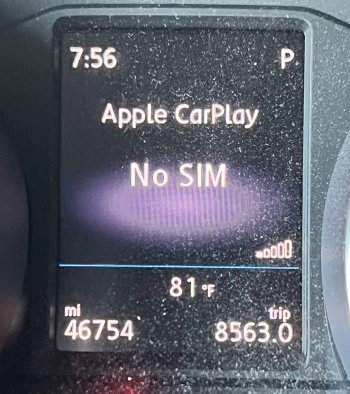 7:56 P
Apple CarPlay
No SIM
81°F
mi trip
46754 8563.0